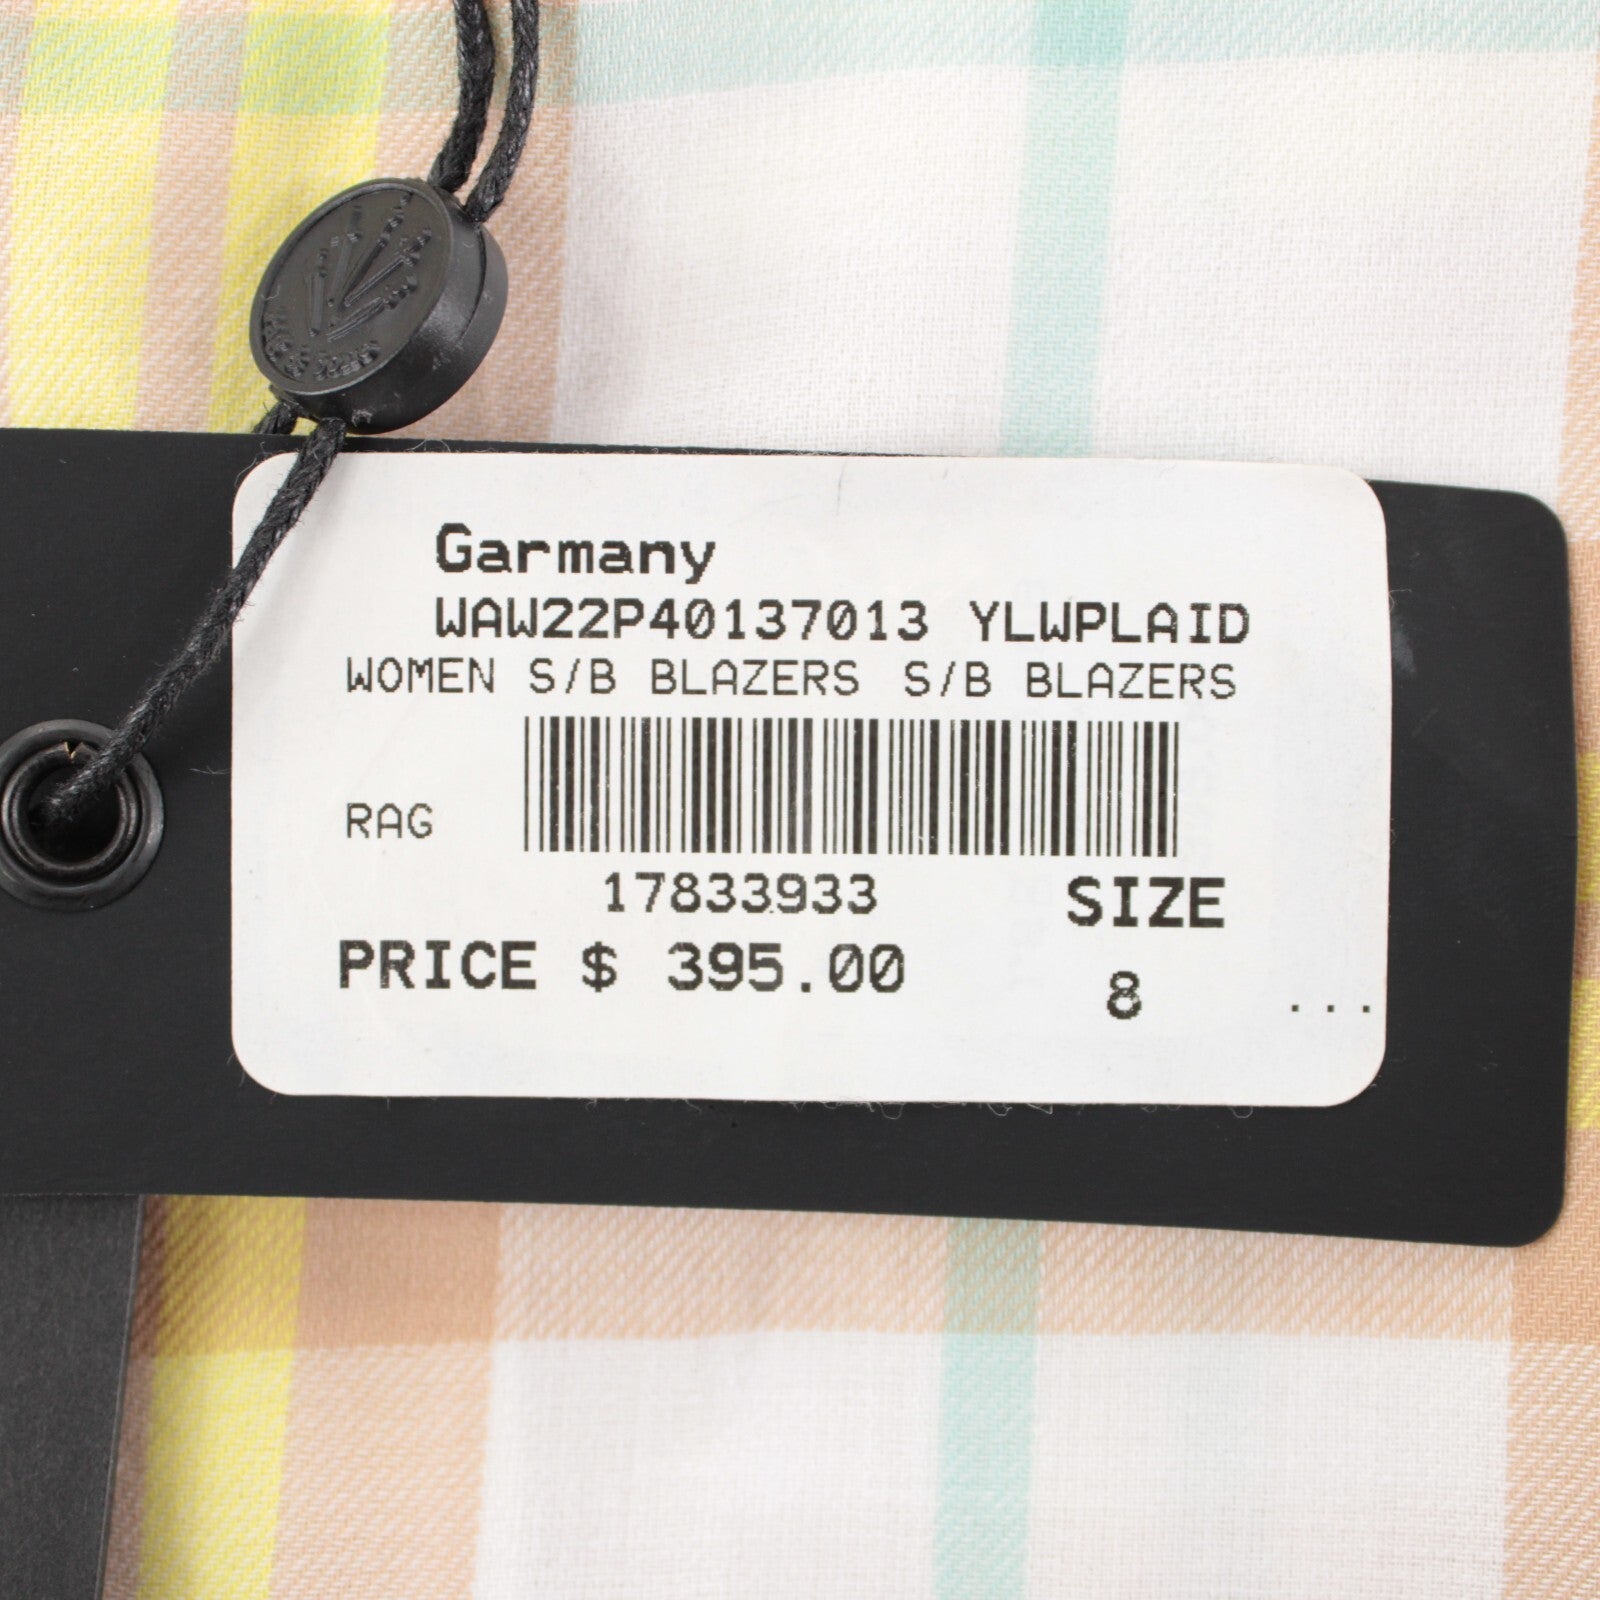 Garmany
WAW22P40137013 YLWPLAID
WOMEN S/B BLAZERS S/B BLAZERS
RAG
17833933
SIZE
PRICE $ 395.00
8
...